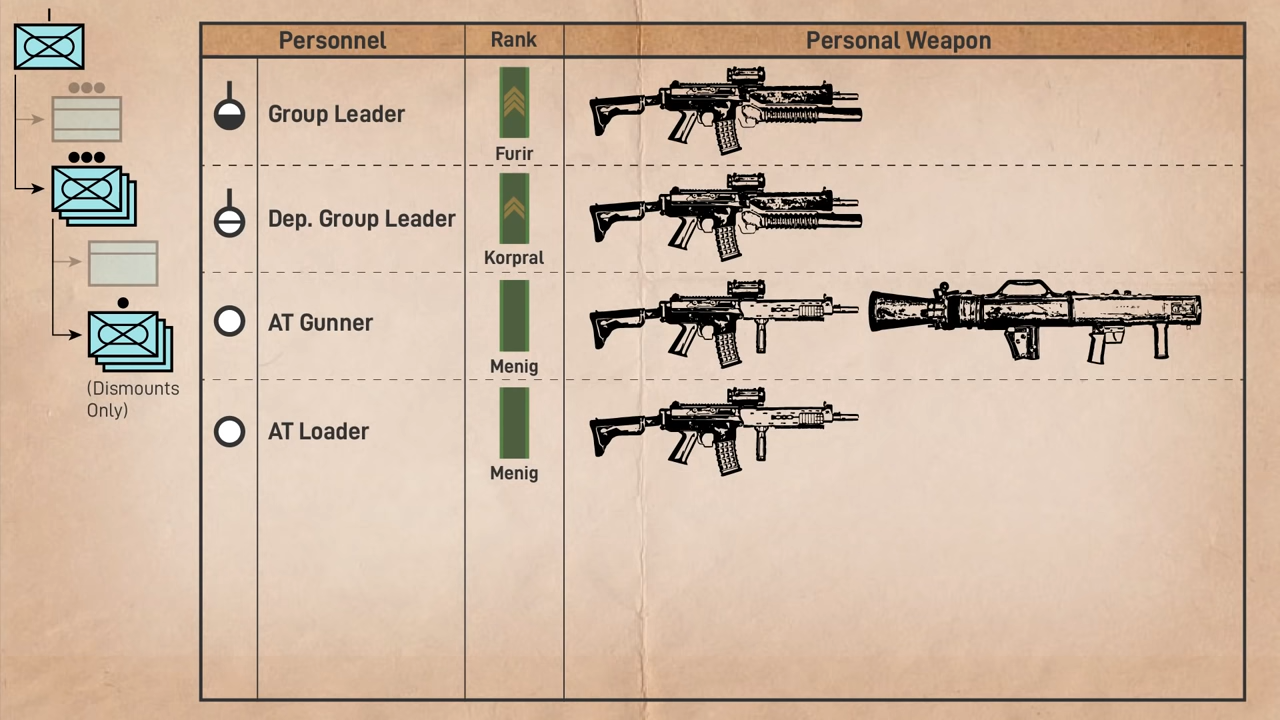 Personnel
Rank
Personal Weapon
Group Leader
Furir
Dep. Group Leader
Korpral
AT Gunner
Menig
AT Loader
Menig
(Dismounts
Only)